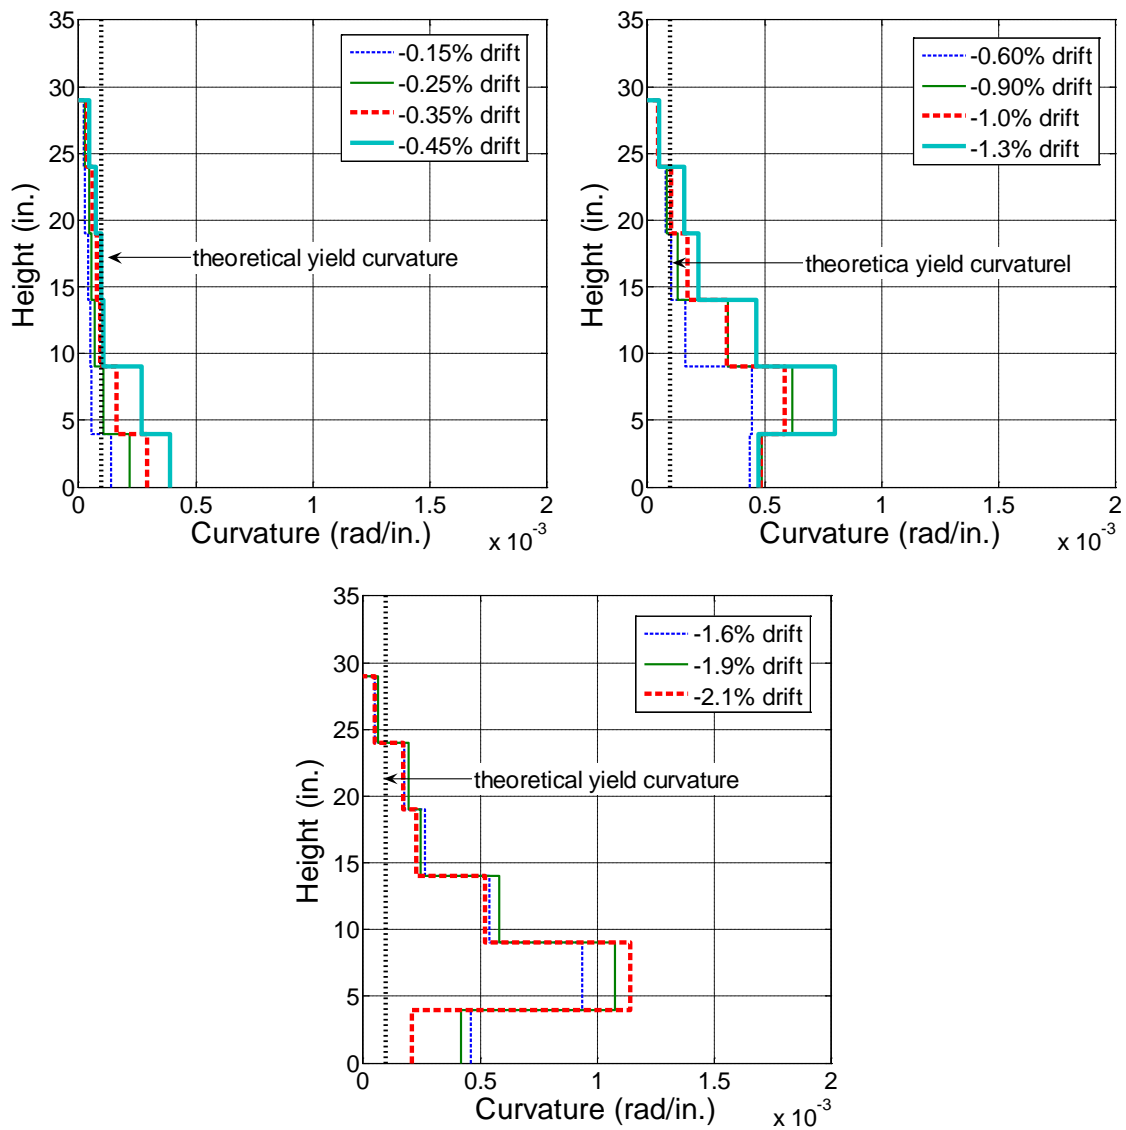 35
30
25
20
15
10
5
0
Height (in.)
-0.15% drift
-0.25% drift
-0.35% drift
-0.45% drift
theoretical yield curvature
0 0.5 1 1.5 2
Curvature (rad/in.)
x 10-3
35
30
25
20
15
10
5
0
Height (in.)
-0.60% drift
-0.90% drift
-1.0% drift
-1.3% drift
theoretica yield curvaturel
0 0.5 1 1.5 2
Curvature (rad/in.)
x 10-3
35
30
25
20
15
10
5
0
Height (in.)
-1.6% drift
-1.9% drift
-2.1% drift
theoretical yield curvature
0 0.5 1 1.5 2
Curvature (rad/in.)
x 10-3